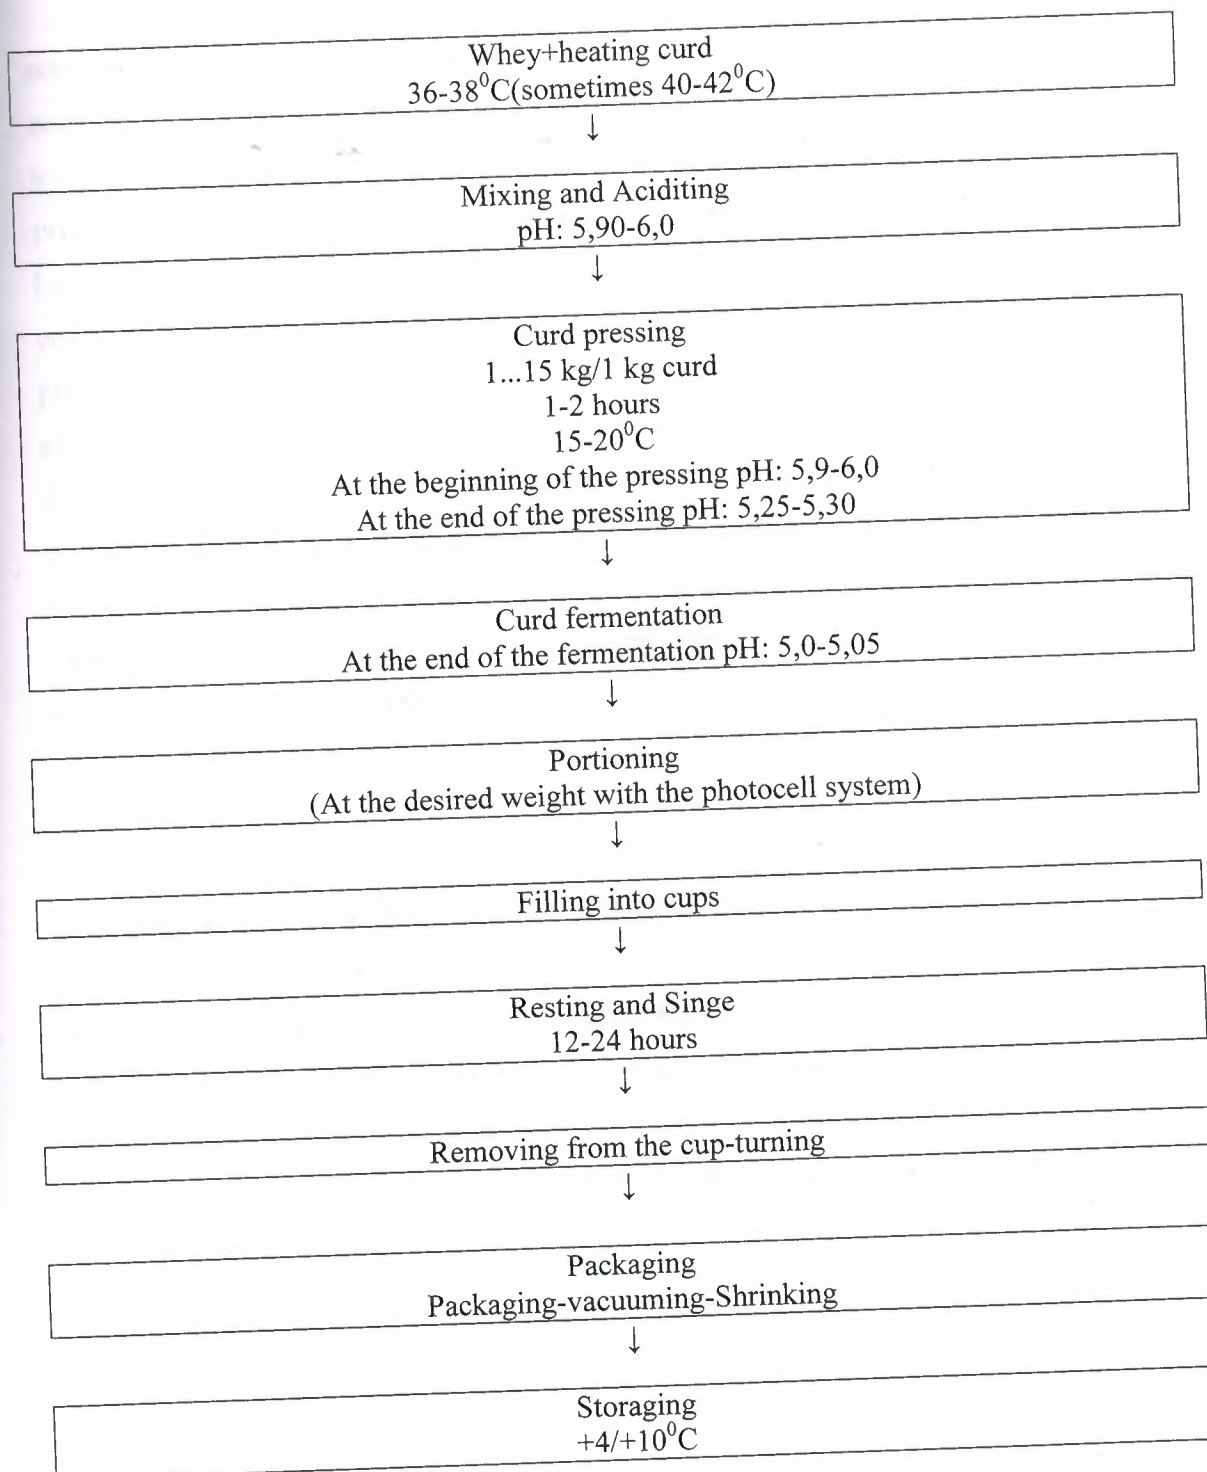 Whey+heating curd
36-38⁰C(sometimes 40-42⁰C)
↓
Mixing and Aciditing
pH: 5,90-6,0
↓
Curd pressing
1...15 kg/1 kg curd
1-2 hours
15-20⁰C
At the beginning of the pressing pH: 5,9-6,0
At the end of the pressing pH: 5,25-5,30
↓
Curd fermentation
At the end of the fermentation pH: 5,0-5,05
↓
Portioning
(At the desired weight with the photocell system)
↓
Filling into cups
↓
Resting and Singe
12-24 hours
↓
Removing from the cup-turning
↓
Packaging
Packaging-vacuuming-Shrinking
↓
Storaging
+4/+10⁰C